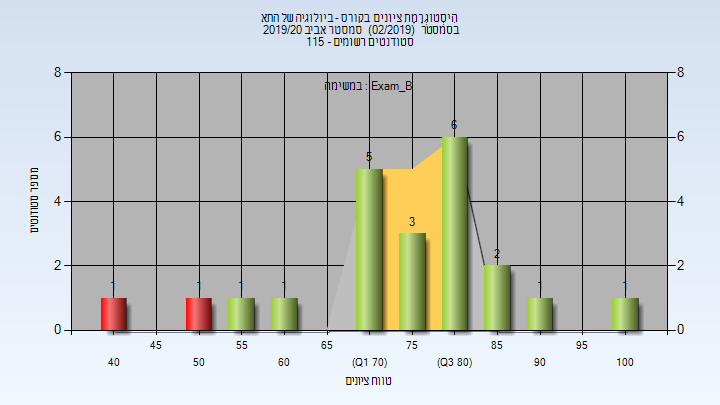 היסטוגרמת ציונים בקורס - ביולוגיה של התא
בסמסטר (02/2019) סמסטר אביב 2019/20
סטודנטים רשומים - 115
במשימה : Exam_B
מספר סטודנטים
8 8
6 6
4 4
2 2
0 0
1 1 1 1 5 3 6 2 1 1
45 55 65 75 85 95
40 50 60 (Q1 70) (Q3 80) 90 100
טווח ציונים